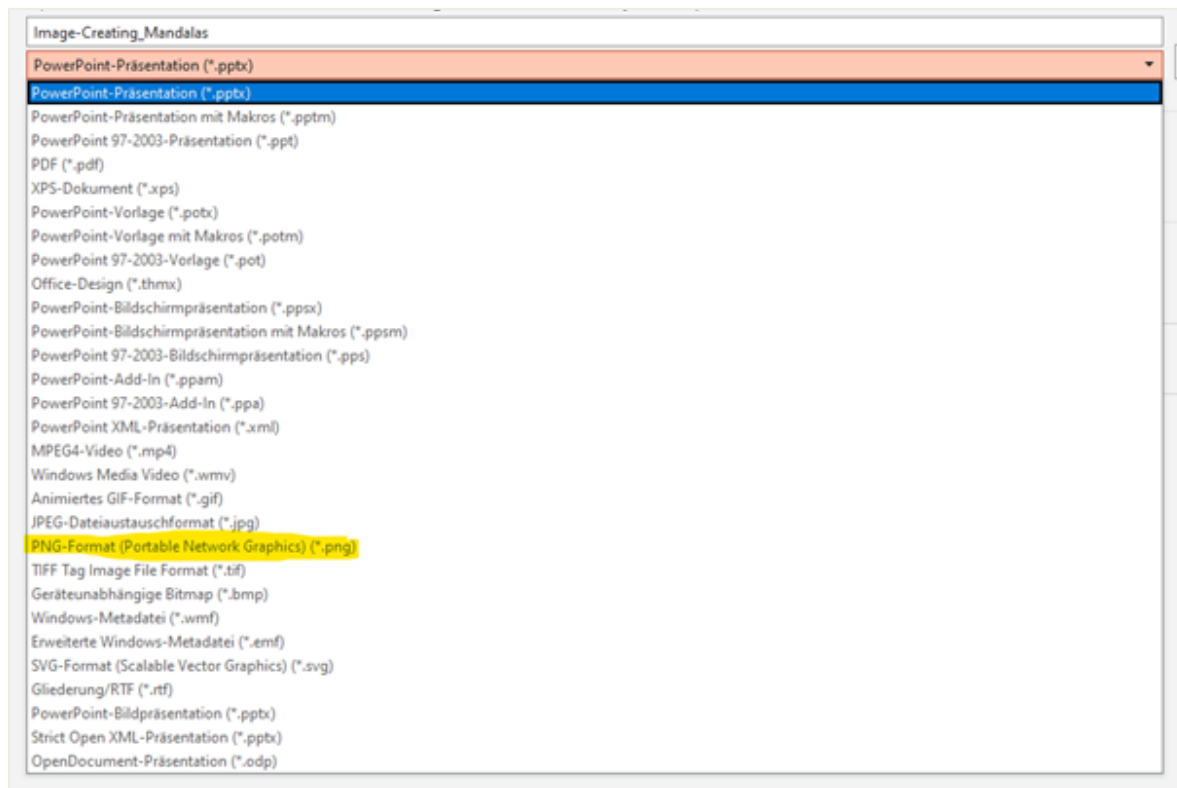 Image-Creating_Mandalas
PowerPoint-Präsentation (*.pptx)
PowerPoint-Präsentation (*.pptx)
PowerPoint-Präsentation mit Makros (*.pptm)
PowerPoint 97-2003-Präsentation (*.ppt)
PDF (*.pdf)
XPS-Dokument (*.xps)
PowerPoint-Vorlage (*.potx)
PowerPoint-Vorlage mit Makros (*.potm)
PowerPoint 97-2003-Vorlage (*.pot)
Office-Design (*.thmx)
PowerPoint-Bildschirmpräsentation (*.ppsx)
PowerPoint-Bildschirmpräsentation mit Makros (*.ppsm)
PowerPoint 97-2003-Bildschirmpräsentation (*.pps)
PowerPoint-Add-In (*.ppam)
PowerPoint 97-2003-Add-In (*.ppa)
PowerPoint XML-Präsentation (*.xml)
MPEG4-Video (*.mp4)
Windows Media Video (*.wmv)
Animiertes GIF-Format (*.gif)
JPEG-Dateiaustauschformat (*.jpg)
PNG-Format (Portable Network Graphics) (*.png)
TIFF Tag Image File Format (*.tif)
Geräteunabhängige Bitmap (*.bmp)
Windows-Metadatei (*.wmf)
Erweiterte Windows-Metadatei (*.emf)
SVG-Format (Scalable Vector Graphics) (*.svg)
Gliederung/RTF (*.rtf)
PowerPoint-Bildpräsentation (*.pptx)
Strict Open XML-Präsentation (*.pptx)
OpenDocument-Präsentation (*.odp)